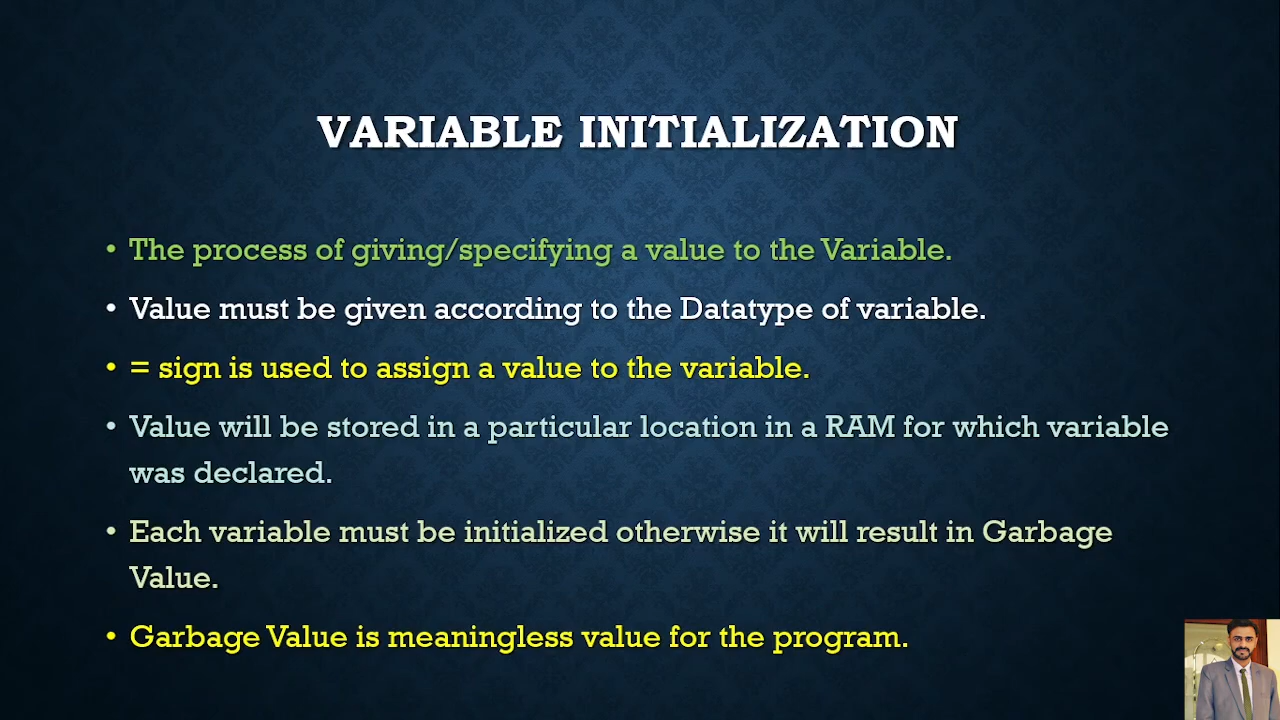 VARIABLE INITIALIZATION
• The process of giving/specifying a value to the Variable.
• Value must be given according to the Datatype of variable.
• = sign is used to assign a value to the variable.
• Value will be stored in a particular location in a RAM for which variable
was declared.
• Each variable must be initialized otherwise it will result in Garbage
Value.
• Garbage Value is meaningless value for the program.